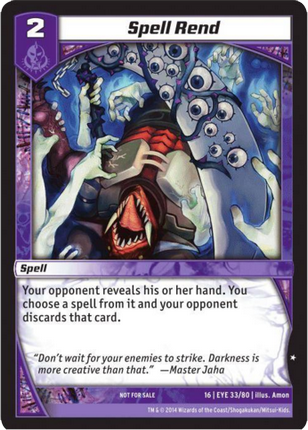 2
Spell Rend
Spell
Your opponent reveals his or her hand. You
choose a spell from it and your opponent
discards that card.
"Don't wait for your enemies to strike. Darkness is
more creative than that." —Master Jaha
NOT FOR SALE
16 | EYE 33/80 | illus. Amon
TM & © 2014 Wizards of the Coast/Shogakukan/Mitsui-Kids